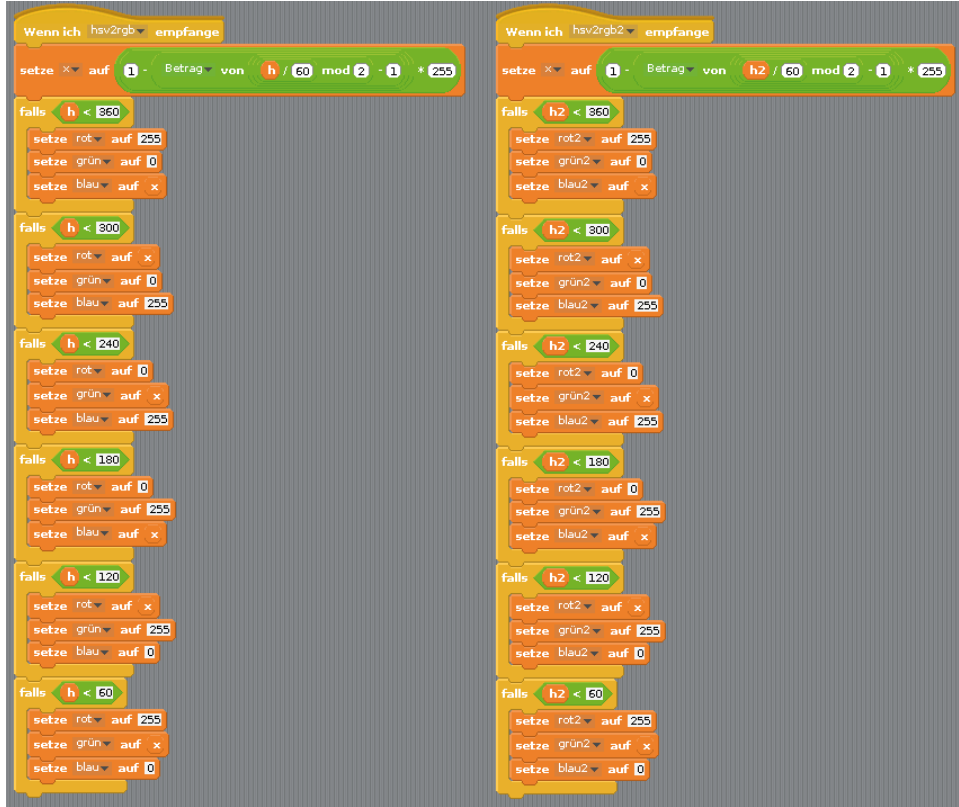 Wenn ich hsv2rgb empfange
setze x auf 1 - Betrag von h / 60 mod 2 - 1 * 255
falls h < 360
setze rot auf 255
setze grün auf 0
setze blau auf x
falls h < 300
setze rot auf x
setze grün auf 0
setze blau auf 255
falls h < 240
setze rot auf 0
setze grün auf x
setze blau auf 255
falls h < 180
setze rot auf 0
setze grün auf 255
setze blau auf x
falls h < 120
setze rot auf x
setze grün auf 255
setze blau auf 0
falls h < 60
setze rot auf 255
setze grün auf x
setze blau auf 0
Wenn ich hsv2rgb2 empfange
setze x auf 1 - Betrag von h2 / 60 mod 2 - 1 * 255
falls h2 < 360
setze rot2 auf 255
setze grün2 auf 0
setze blau2 auf x
falls h2 < 300
setze rot2 auf x
setze grün2 auf 0
setze blau2 auf 255
falls h2 < 240
setze rot2 auf 0
setze grün2 auf x
setze blau2 auf 255
falls h2 < 180
setze rot2 auf 0
setze grün2 auf 255
setze blau2 auf x
falls h2 < 120
setze rot2 auf x
setze grün2 auf 255
setze blau2 auf 0
falls h2 < 60
setze rot2 auf 255
setze grün2 auf x
setze blau2 auf 0